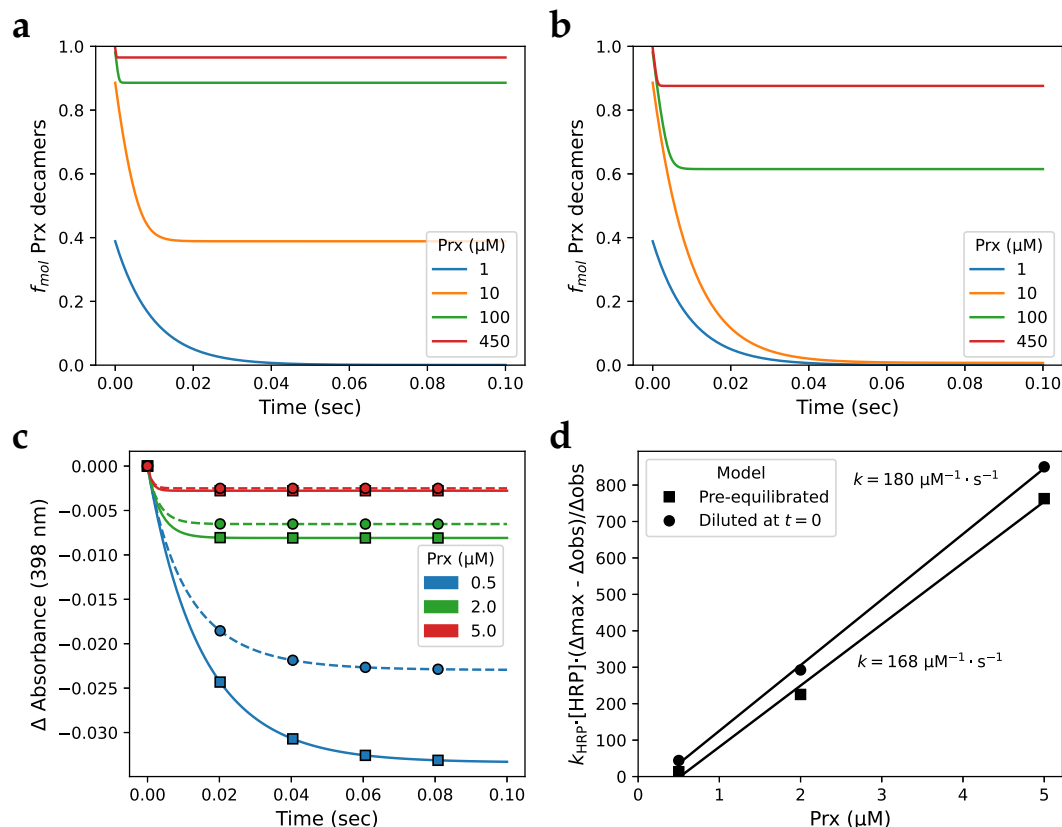 a
f_mol Prx decamers
1.0
0.8
0.6
0.4
0.2
0.0
Prx (µM)
1
10
100
450
0.00 0.02 0.04 0.06 0.08 0.10
Time (sec)
b
f_mol Prx decamers
1.0
0.8
0.6
0.4
0.2
0.0
Prx (µM)
1
10
100
450
0.00 0.02 0.04 0.06 0.08 0.10
Time (sec)
c
Δ Absorbance (398 nm)
0.000
−0.005
−0.010
−0.015
−0.020
−0.025
−0.030
Prx (µM)
0.5
2.0
5.0
0.00 0.02 0.04 0.06 0.08 0.10
Time (sec)
d
k_HRP·[HRP]·(Δmax - Δobs)/Δobs
800
700
600
500
400
300
200
100
0
Model
Pre-equilibrated
Diluted at t = 0
k = 180 µM⁻¹ · s⁻¹
k = 168 µM⁻¹ · s⁻¹
0 1 2 3 4 5
Prx (µM)